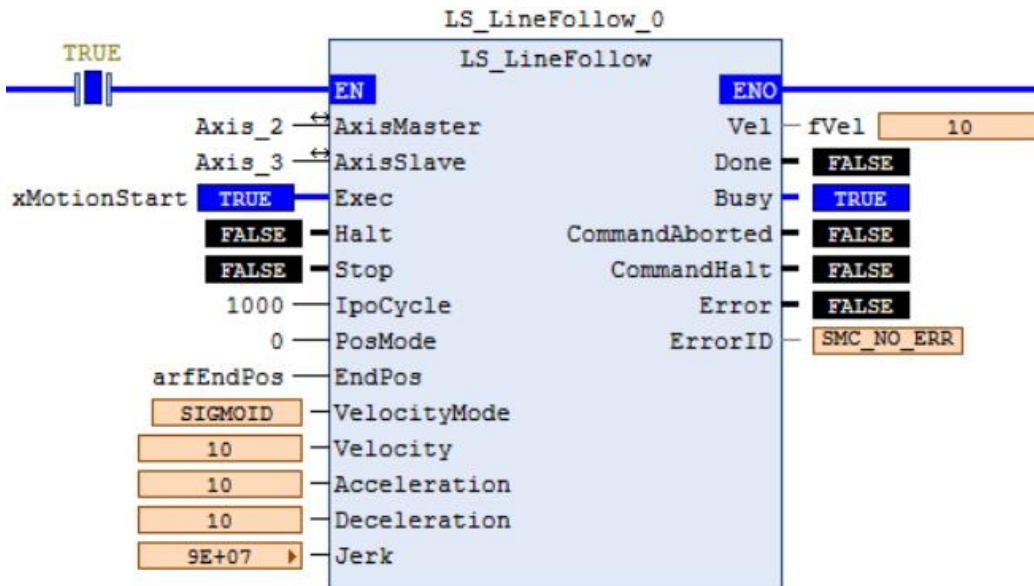 LS_LineFollow_0
TRUE
LS_LineFollow
EN ENO
Axis_2 AxisMaster Vel fVel 10
Axis_3 AxisSlave Done FALSE
xMotionStart TRUE Exec Busy TRUE
FALSE Halt CommandAborted FALSE
FALSE Stop CommandHalt FALSE
1000 IpoCycle Error FALSE
0 PosMode ErrorID SMC_NO_ERR
arfEndPos EndPos
SIGMOID VelocityMode
10 Velocity
10 Acceleration
10 Deceleration
9E+07 Jerk